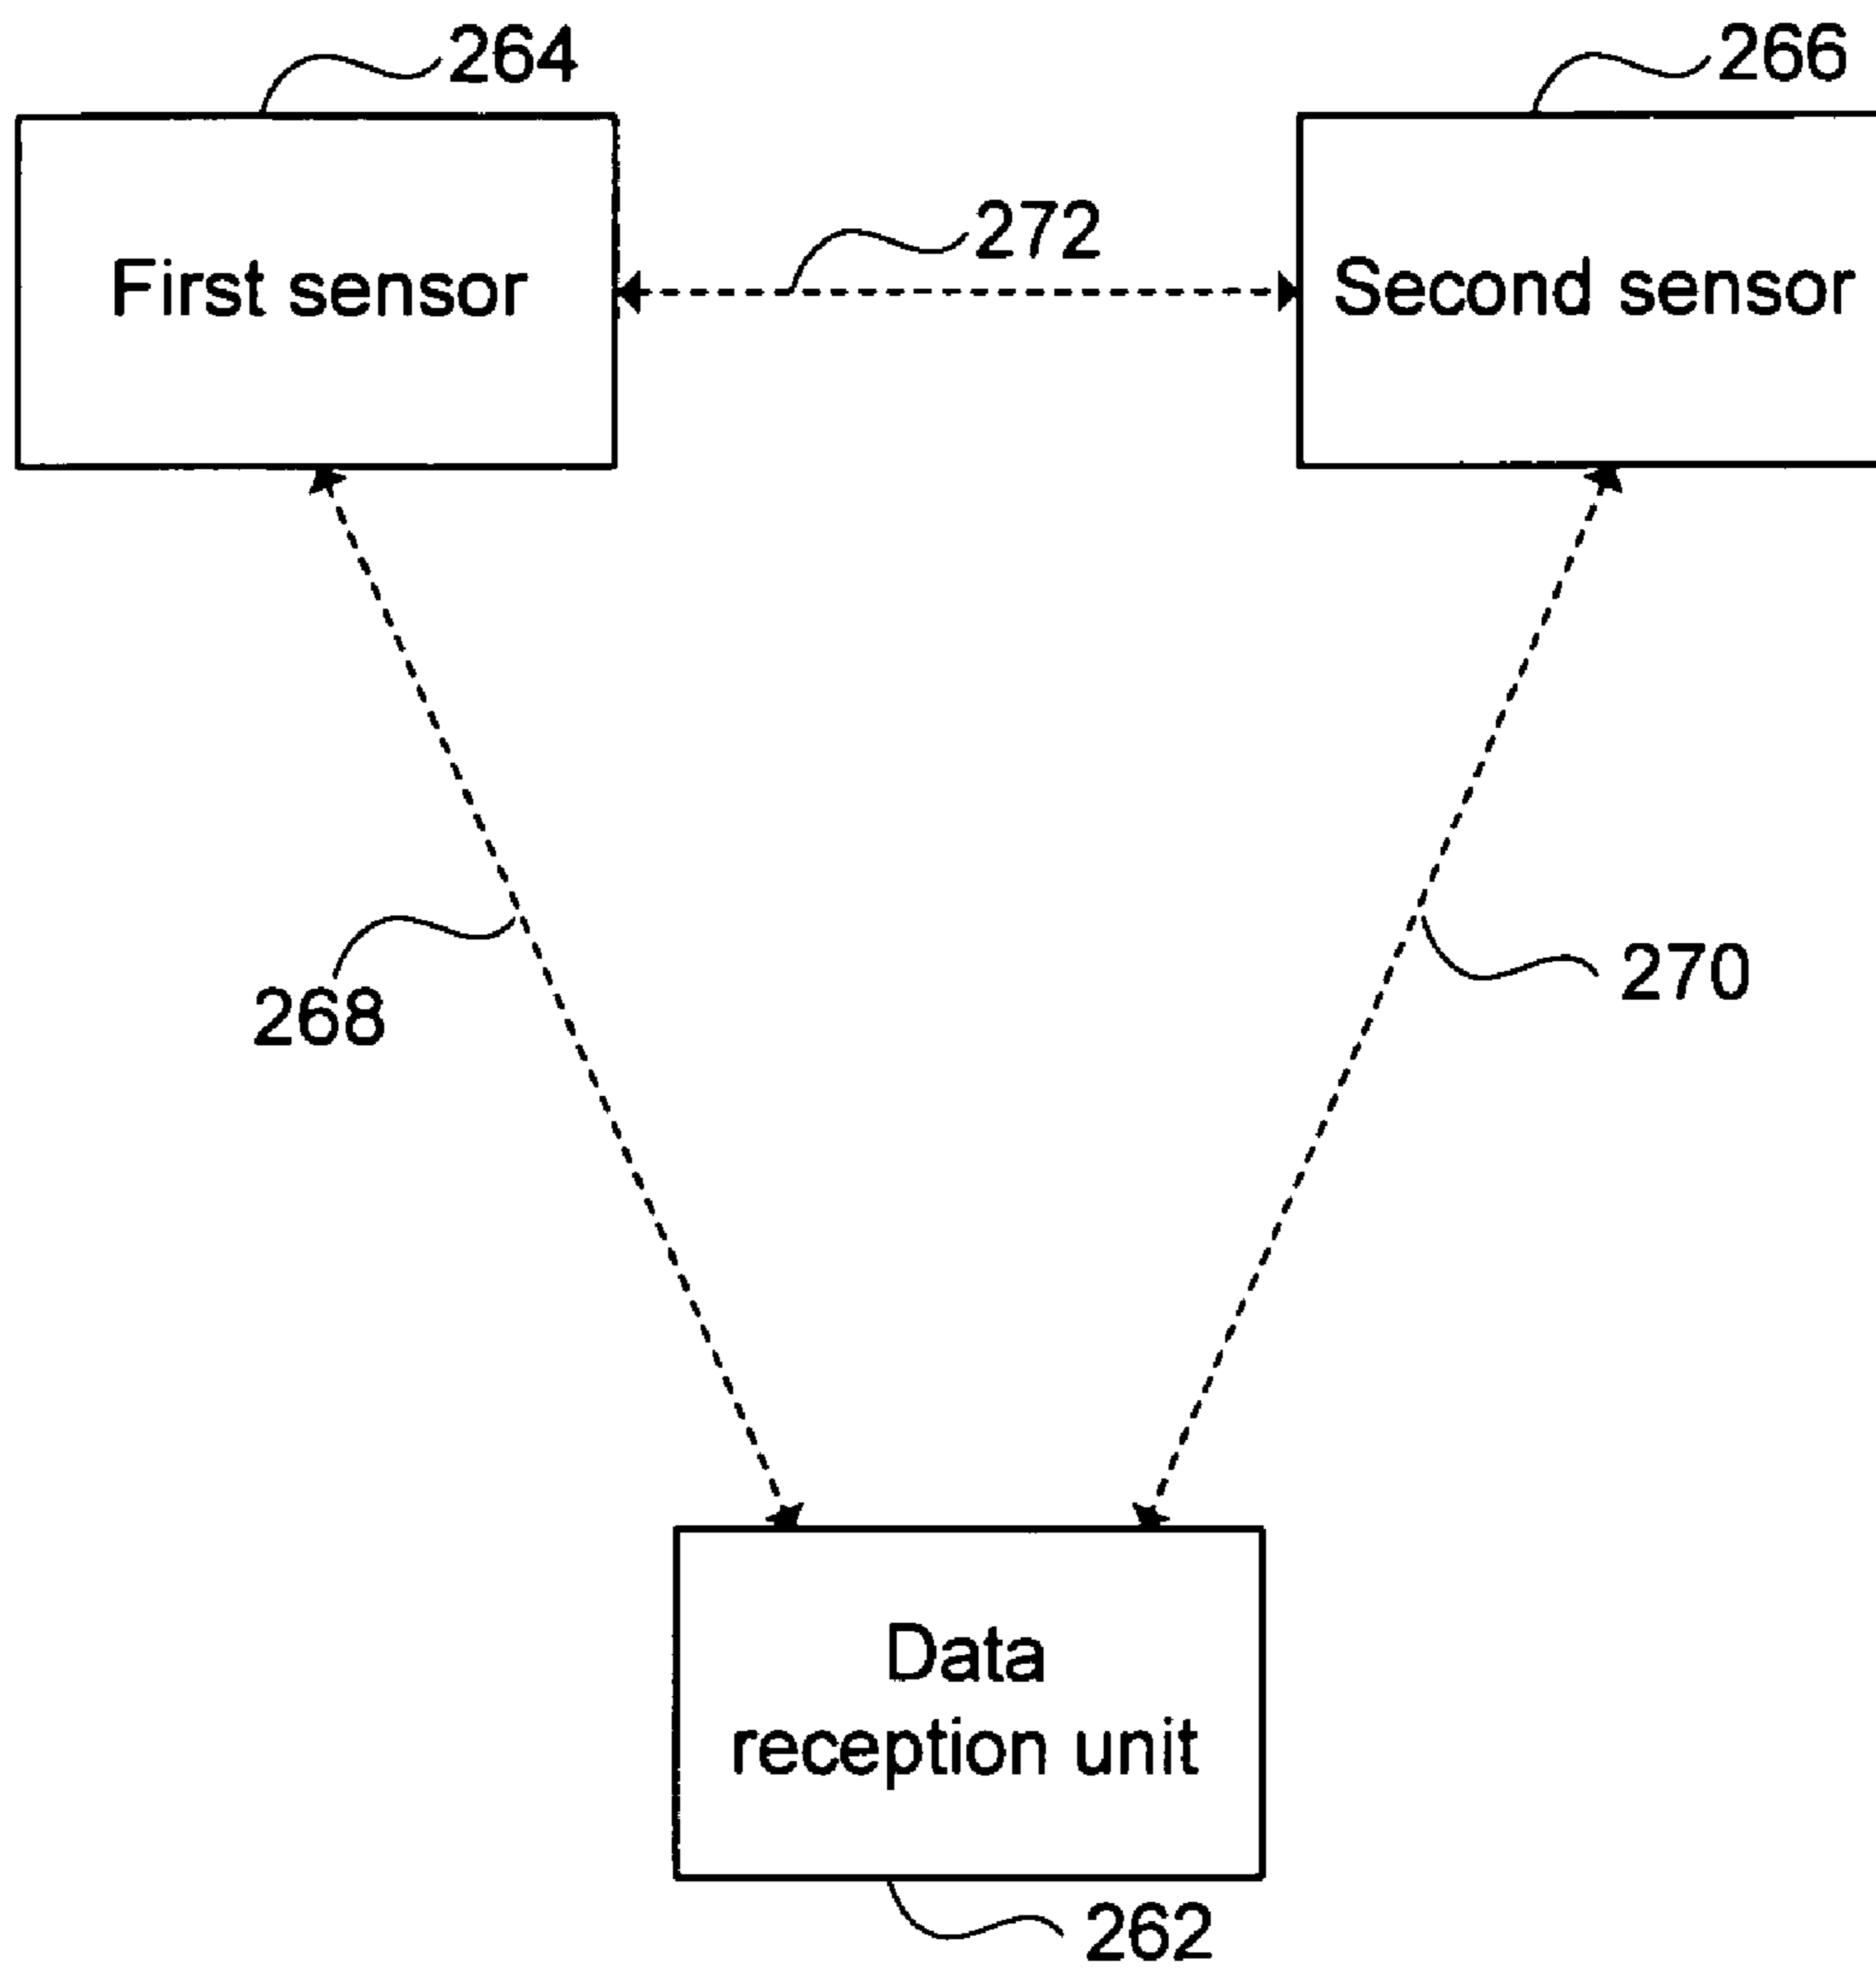 264
266
272
First sensor
Second sensor
268
270
Data
reception unit
262